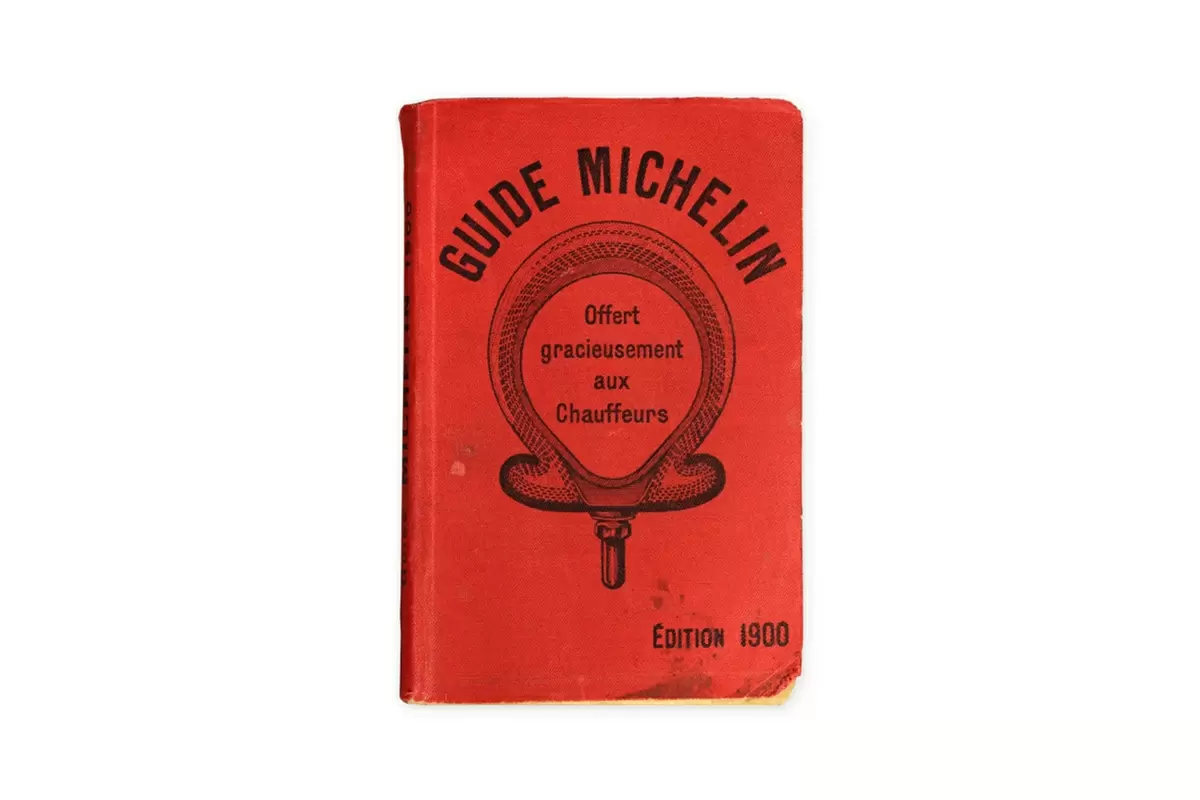 GUIDE MICHELIN
Offert
gracieusement
aux
Chauffeurs
ÉDITION 1900